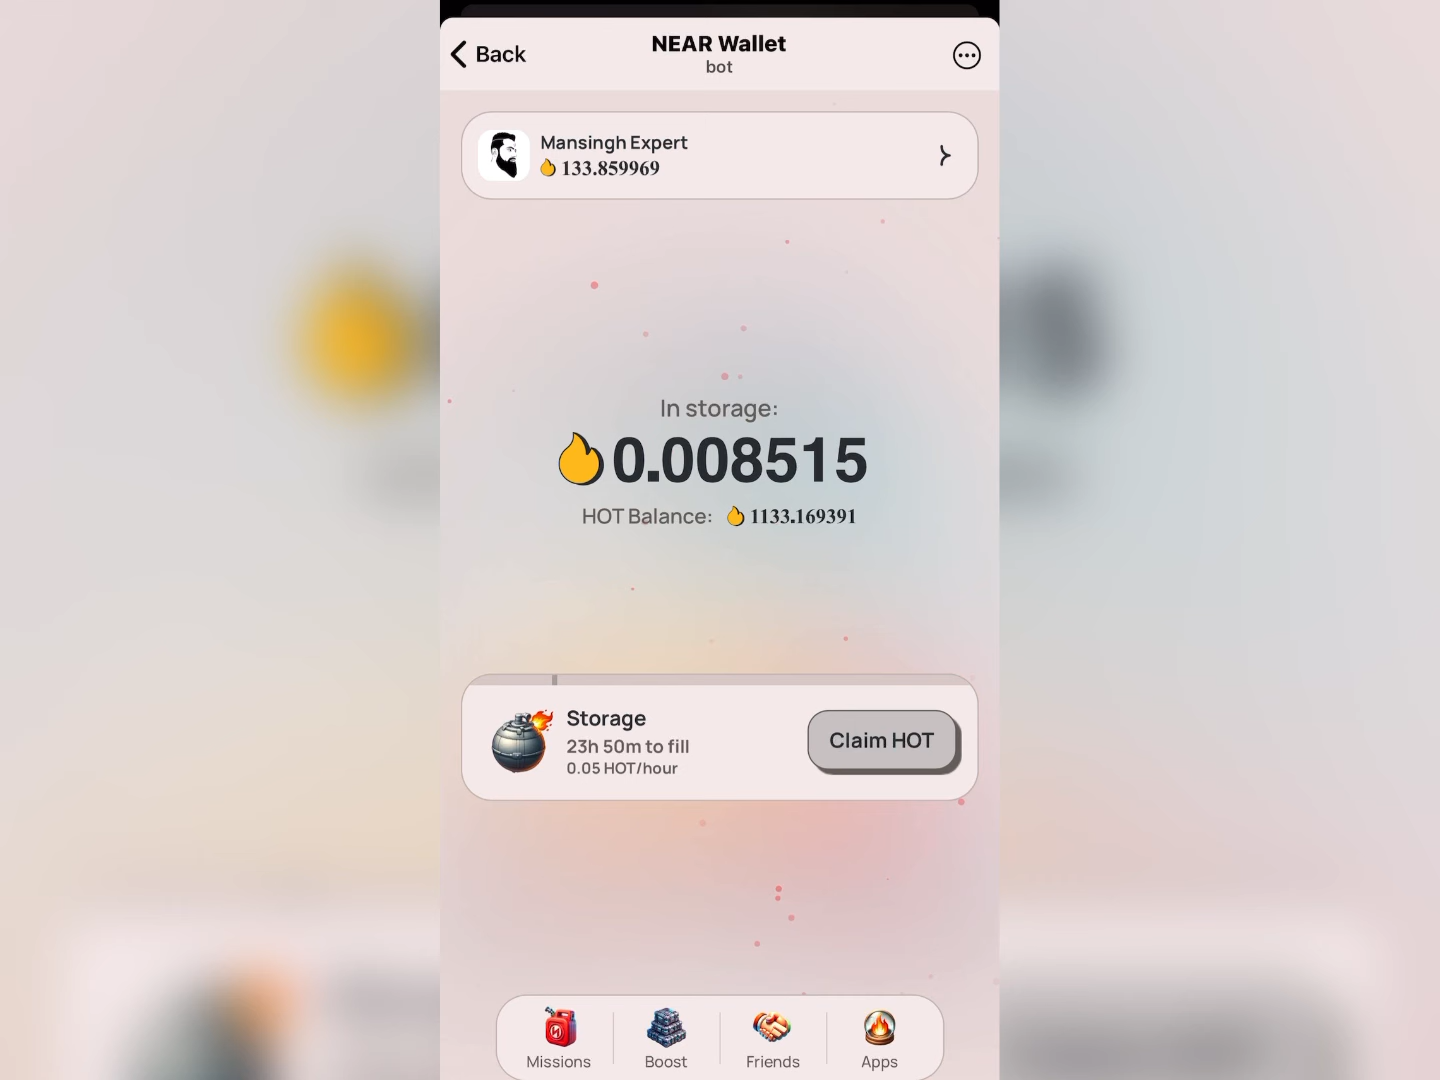 Back
NEAR Wallet
bot
Mansingh Expert
133.859969
In storage:
0.008515
HOT Balance: 1133.169391
Storage
23h 50m to fill
0.05 HOT/hour
Claim HOT
Missions
Boost
Friends
Apps